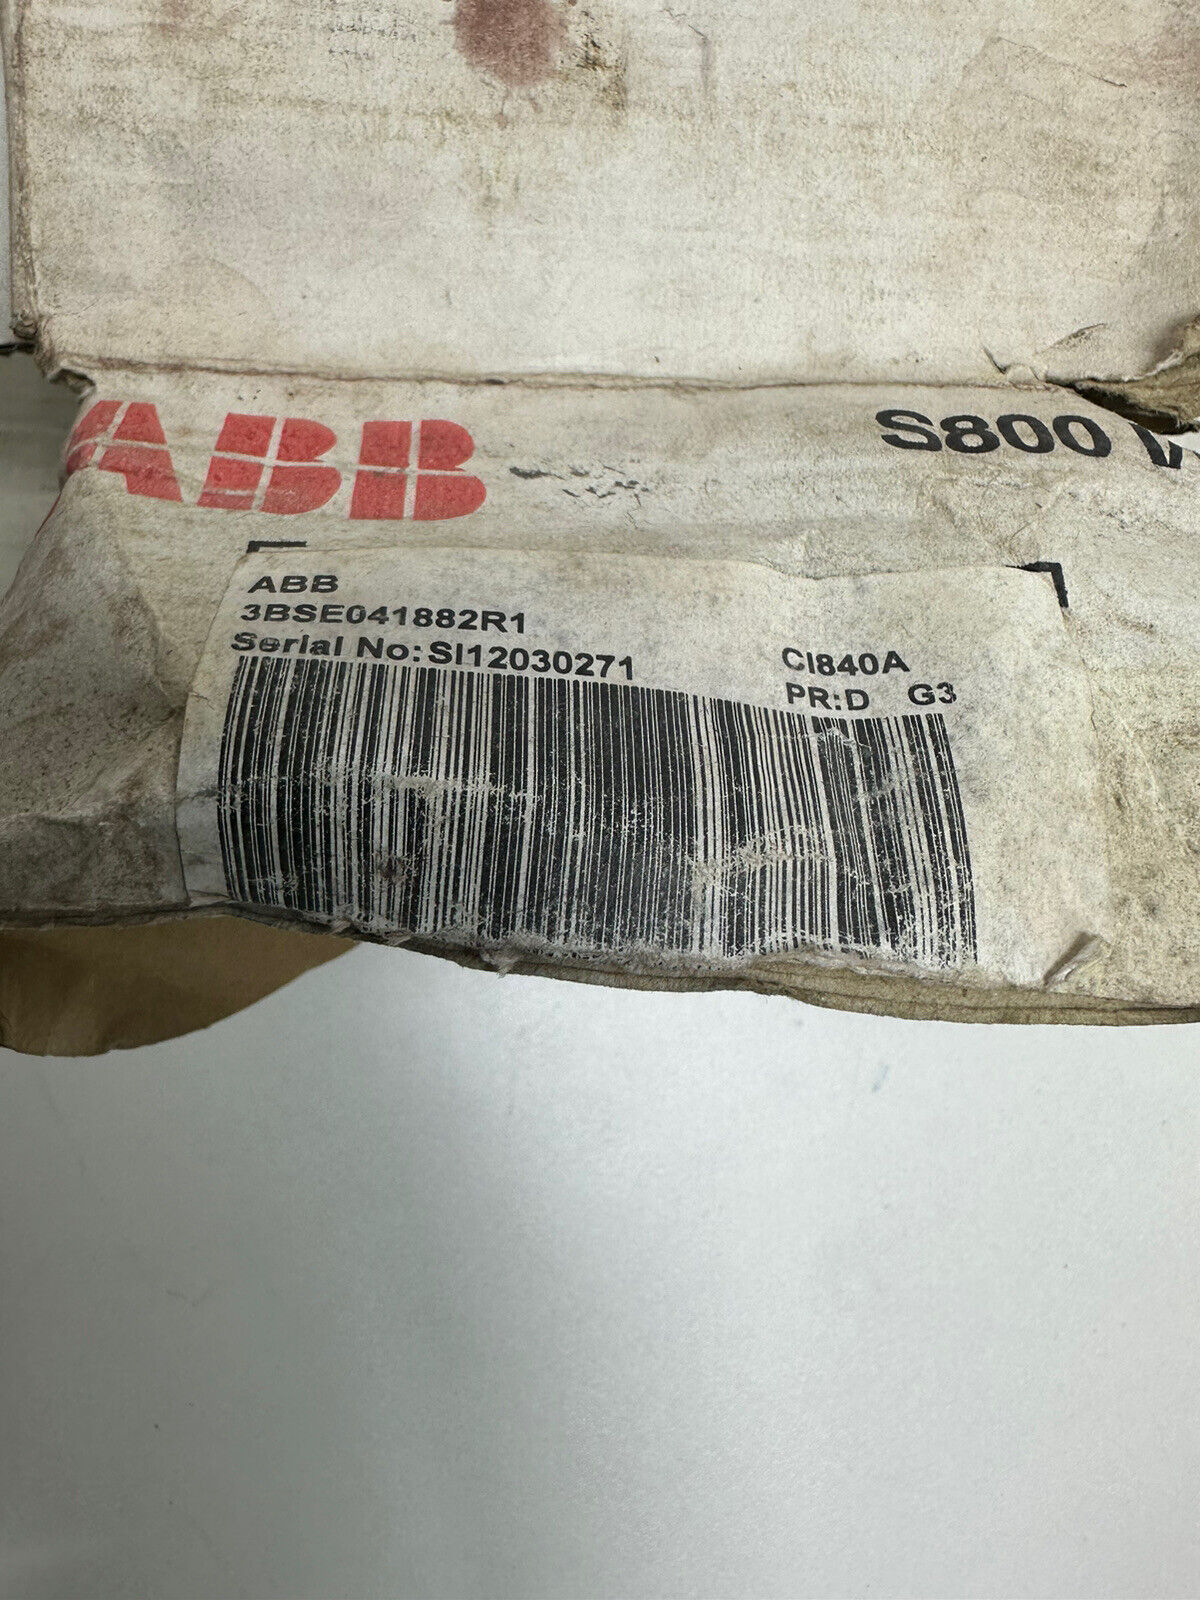 ABB
S800
ABB
3BSE041882R1
Serial No: SI12030271
CI840A
PR:D G3